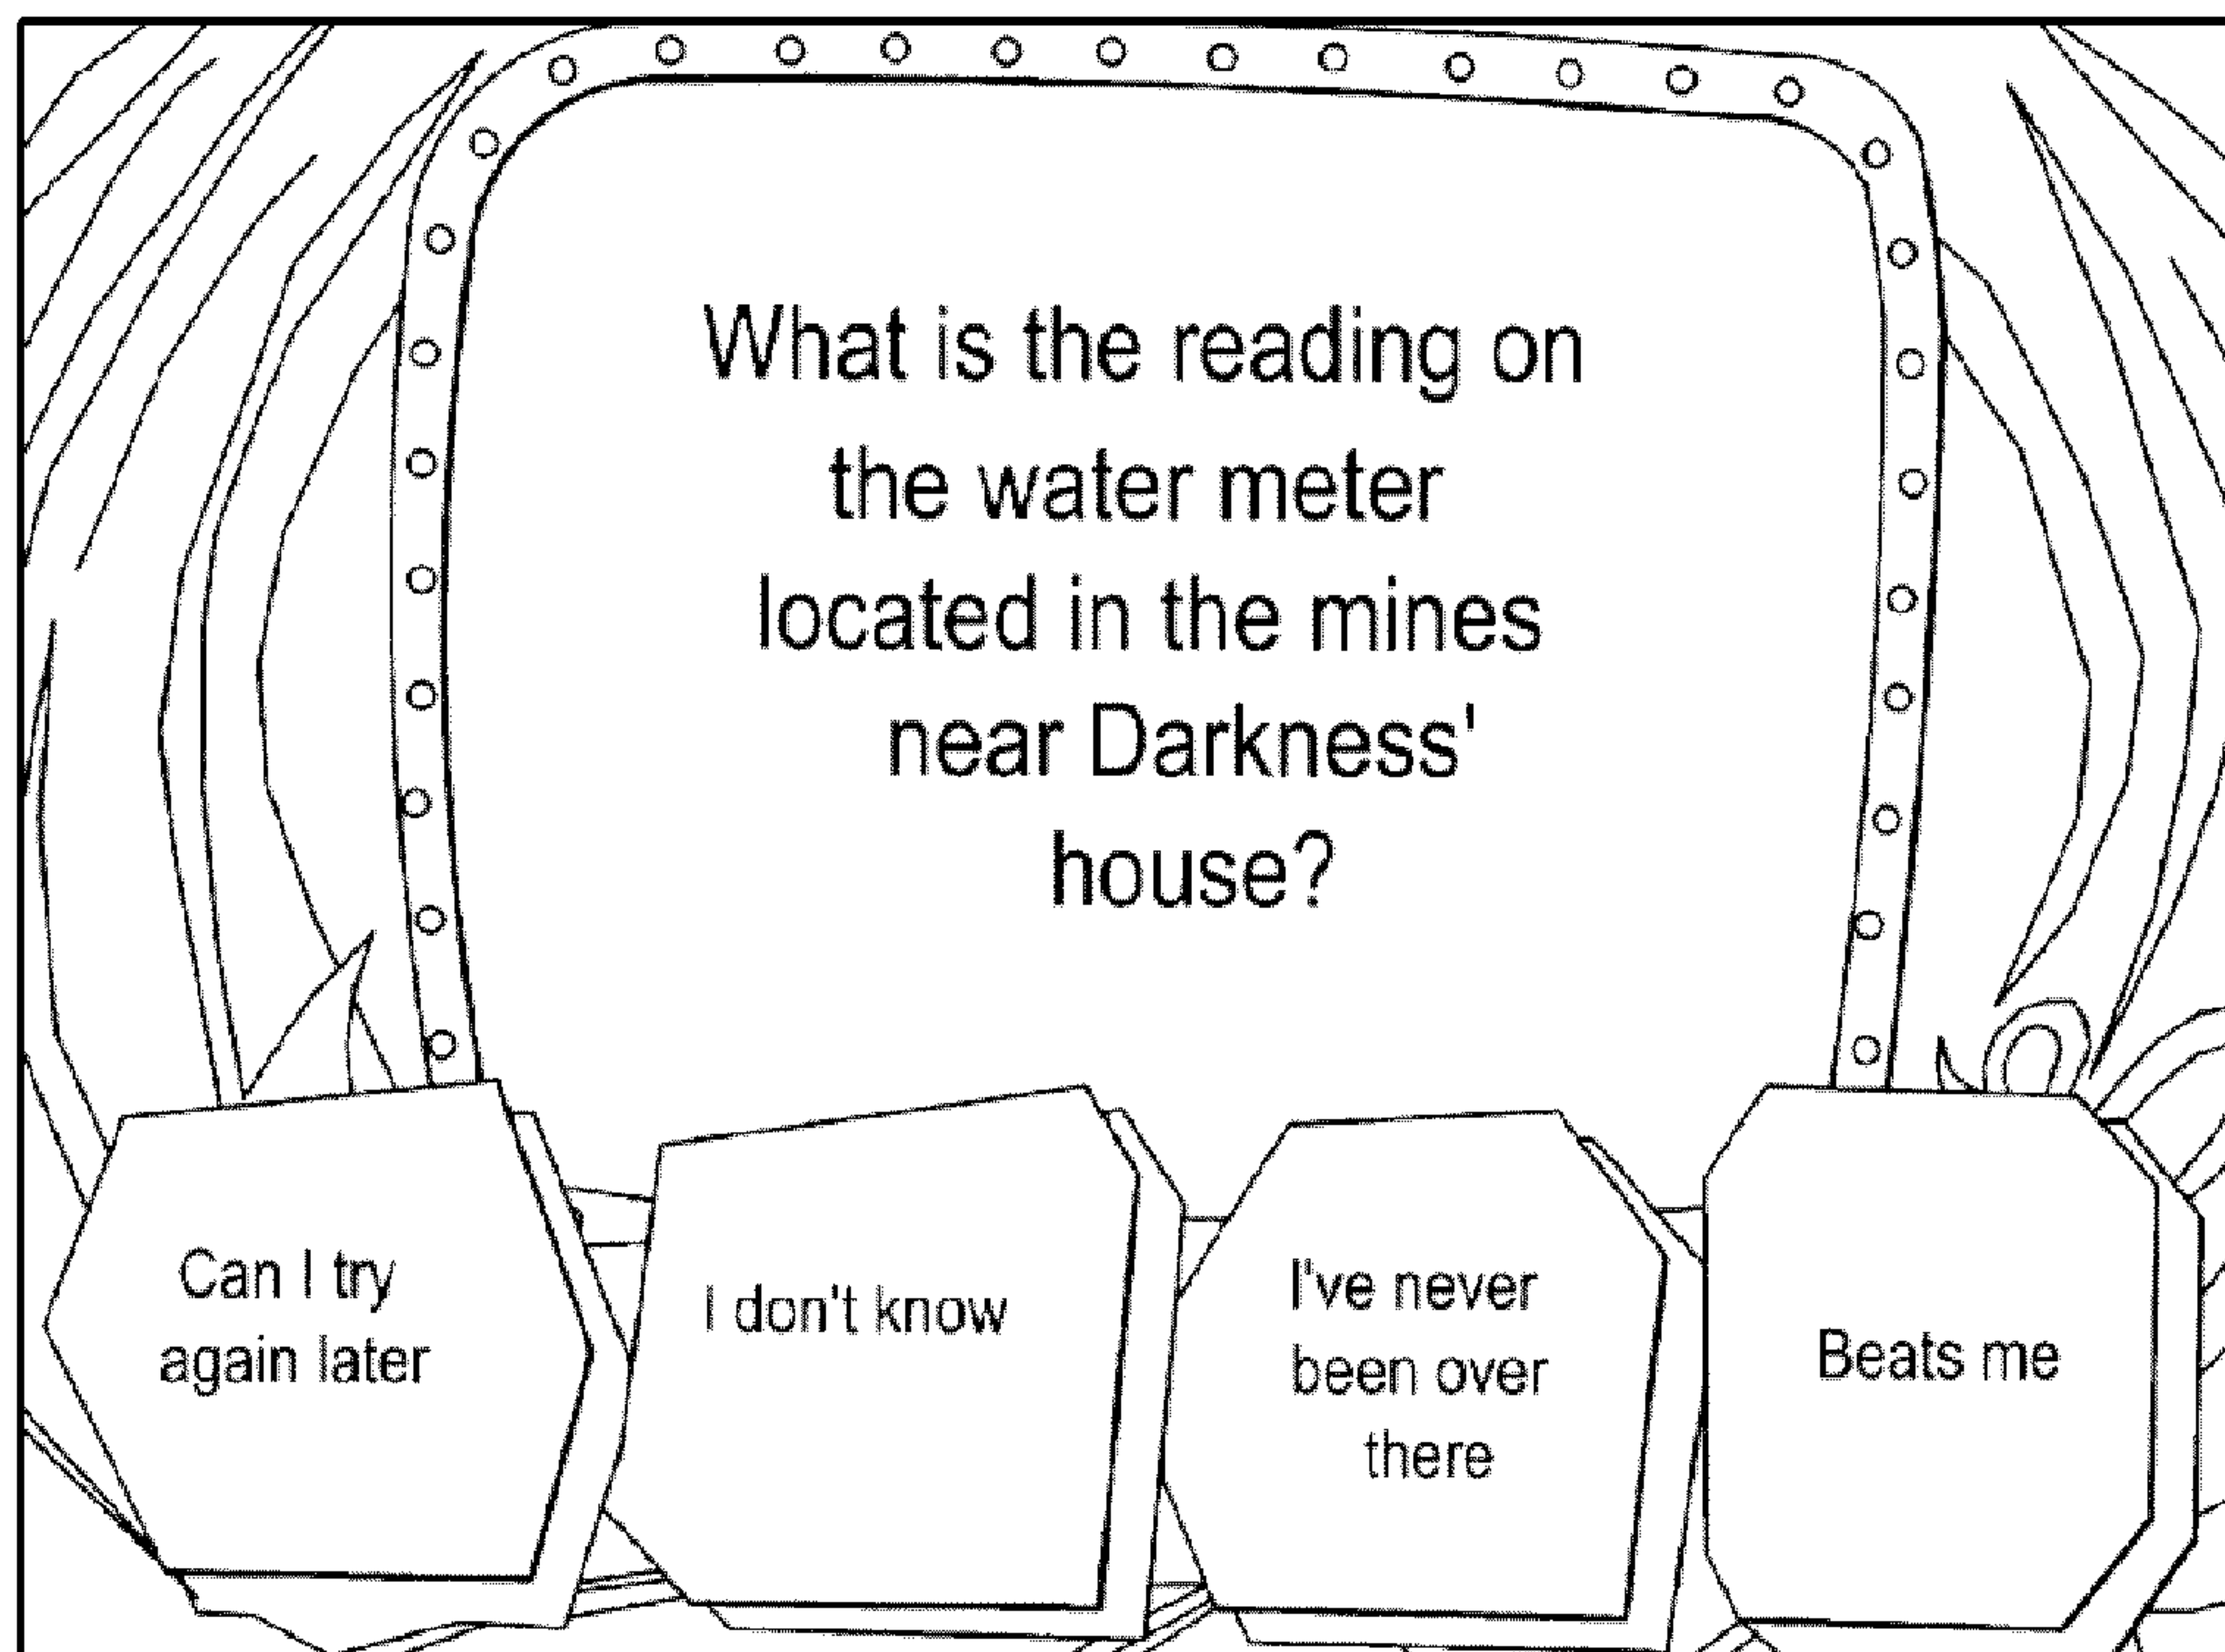 What is the reading on
the water meter
located in the mines
near Darkness'
house?
Can I try
again later
I don't know
I've never
been over
there
Beats me